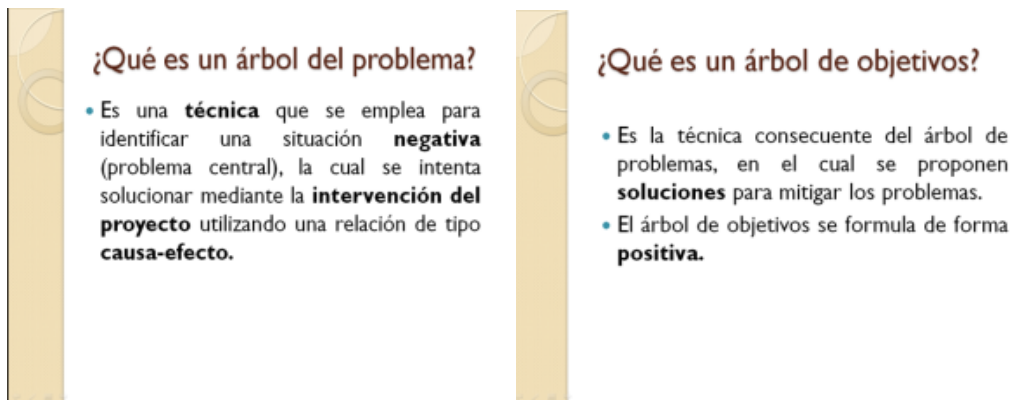 ¿Qué es un árbol del problema?
• Es una técnica que se emplea para
identificar una situación negativa
(problema central), la cual se intenta
solucionar mediante la intervención del
proyecto utilizando una relación de tipo
causa-efecto.
¿Qué es un árbol de objetivos?
• Es la técnica consecuente del árbol de
problemas, en el cual se proponen
soluciones para mitigar los problemas.
• El árbol de objetivos se formula de forma
positiva.